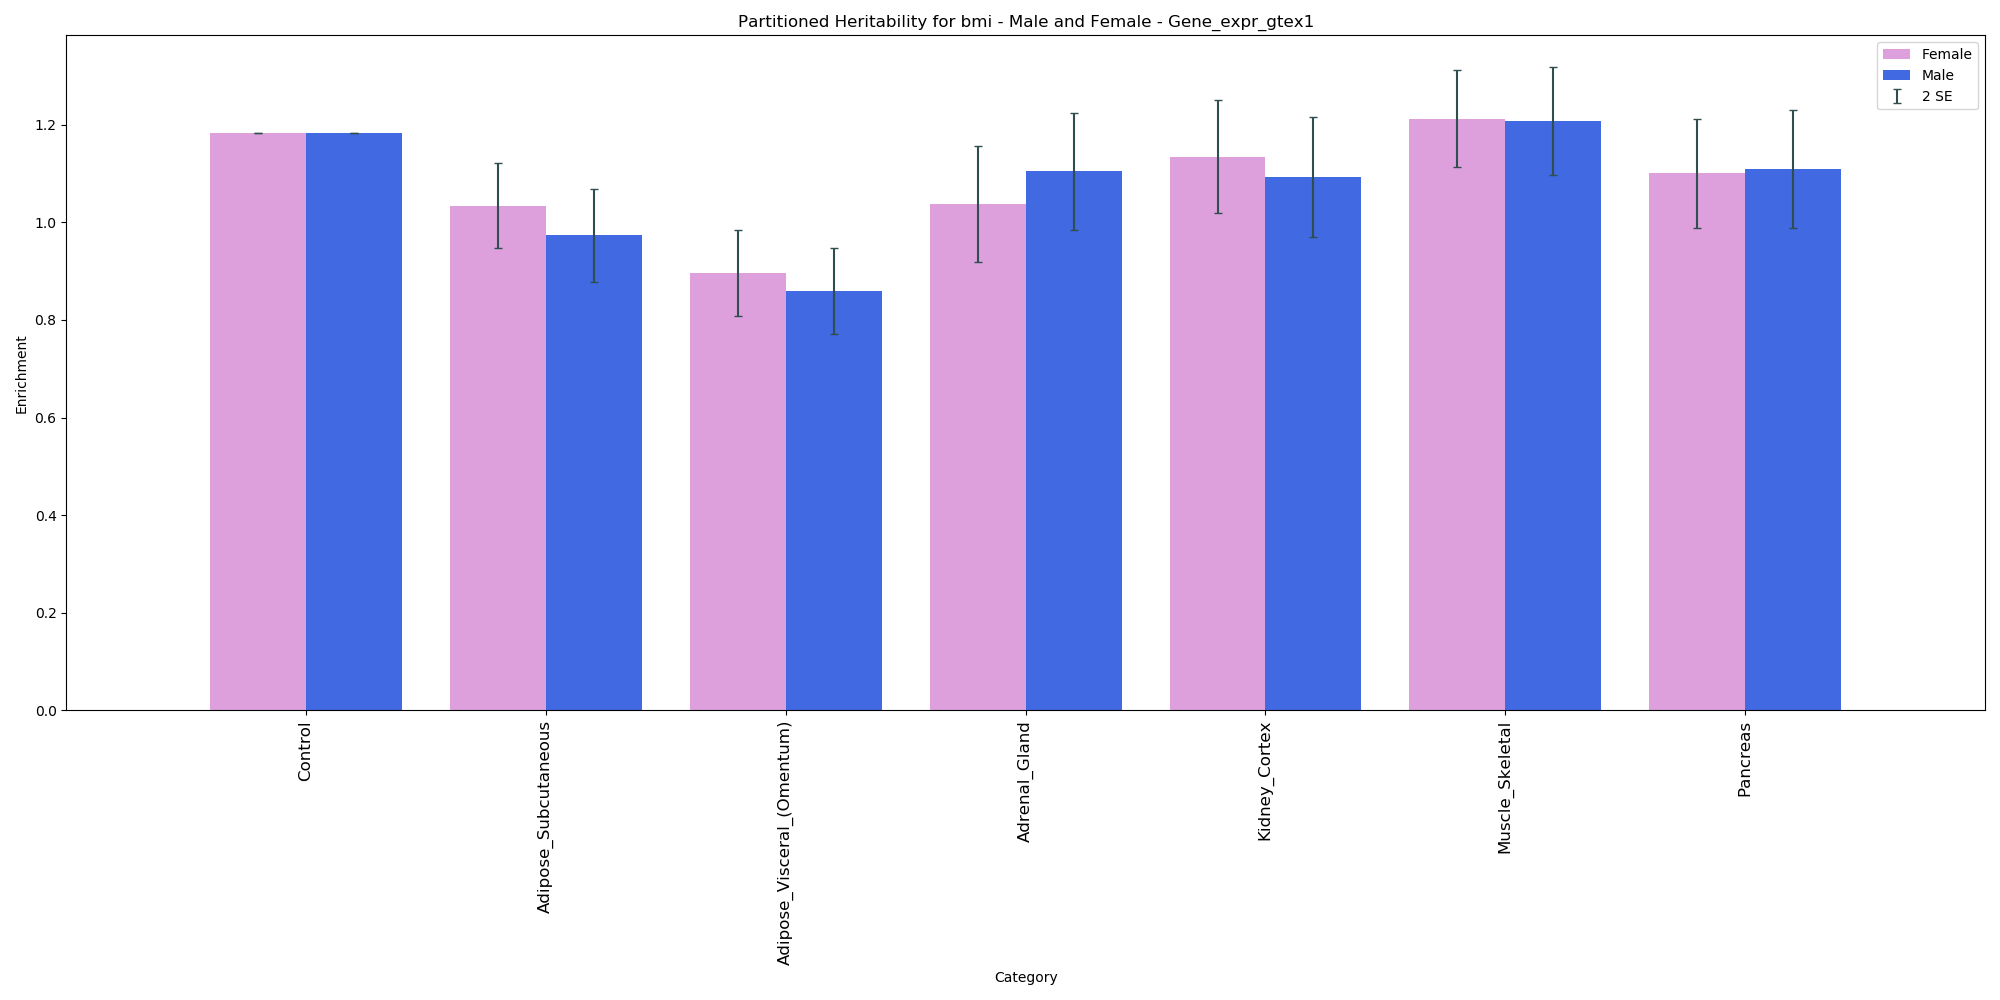 Partitioned Heritability for bmi - Male and Female - Gene_expr_gtex1
Female
Male
2 SE
Enrichment
1.2
1.0
0.8
0.6
0.4
0.2
0.0
Control
Adipose_Subcutaneous
Adipose_Visceral_(Omentum)
Adrenal_Gland
Kidney_Cortex
Muscle_Skeletal
Pancreas
Category